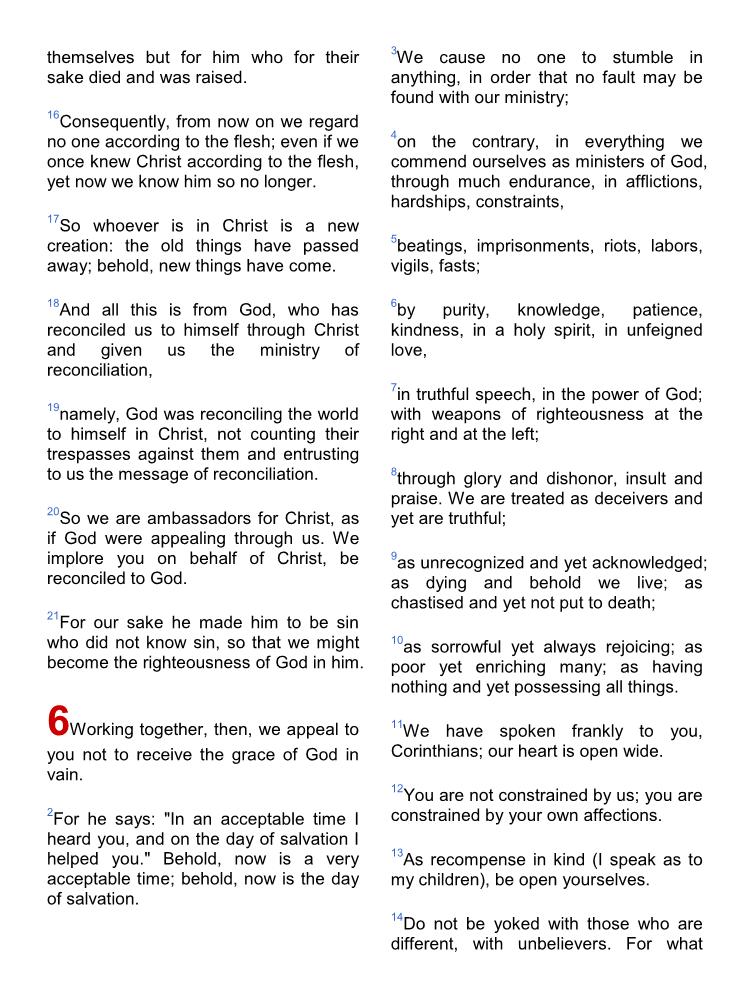 themselves but for him who for their
sake died and was raised.
16Consequently, from now on we regard
no one according to the flesh; even if we
once knew Christ according to the flesh,
yet now we know him so no longer.
17So whoever is in Christ is a new
creation: the old things have passed
away; behold, new things have come.
18And all this is from God, who has
reconciled us to himself through Christ
and given us the ministry of
reconciliation,
19namely, God was reconciling the world
to himself in Christ, not counting their
trespasses against them and entrusting
to us the message of reconciliation.
20So we are ambassadors for Christ, as
if God were appealing through us. We
implore you on behalf of Christ, be
reconciled to God.
21For our sake he made him to be sin
who did not know sin, so that we might
become the righteousness of God in him.
6Working together, then, we appeal to
you not to receive the grace of God in
vain.
2For he says: "In an acceptable time I
heard you, and on the day of salvation I
helped you." Behold, now is a very
acceptable time; behold, now is the day
of salvation.
3We cause no one to stumble in
anything, in order that no fault may be
found with our ministry;
4on the contrary, in everything we
commend ourselves as ministers of God,
through much endurance, in afflictions,
hardships, constraints,
5beatings, imprisonments, riots, labors,
vigils, fasts;
6by purity, knowledge, patience,
kindness, in a holy spirit, in unfeigned
love,
7in truthful speech, in the power of God;
with weapons of righteousness at the
right and at the left;
8through glory and dishonor, insult and
praise. We are treated as deceivers and
yet are truthful;
9as unrecognized and yet acknowledged;
as dying and behold we live; as
chastised and yet not put to death;
10as sorrowful yet always rejoicing; as
poor yet enriching many; as having
nothing and yet possessing all things.
11We have spoken frankly to you,
Corinthians; our heart is open wide.
12You are not constrained by us; you are
constrained by your own affections.
13As recompense in kind (I speak as to
my children), be open yourselves.
14Do not be yoked with those who are
different, with unbelievers. For what